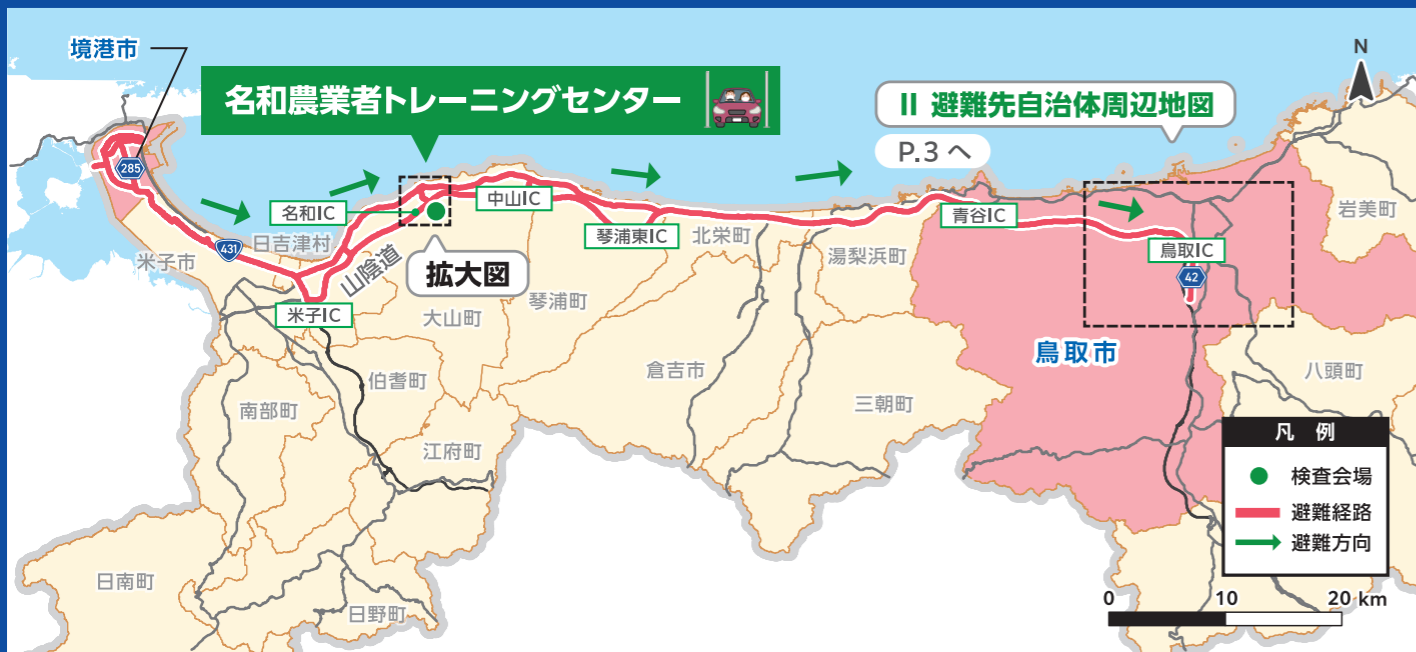 境港市
N
名和農業者トレーニングセンター
II 避難先自治体周辺地図
P.3 へ
285
名和IC
中山IC
青谷IC
岩美町
431
日吉津村
琴浦東IC
北栄町
湯梨浜町
鳥取IC
米子市
山陰道
拡大図
42
米子IC
大山町
琴浦町
鳥取市
伯耆町
倉吉市
八頭町
南部町
三朝町
江府町
凡 例
検査会場
避難経路
避難方向
日南町
日野町
0 10 20 km